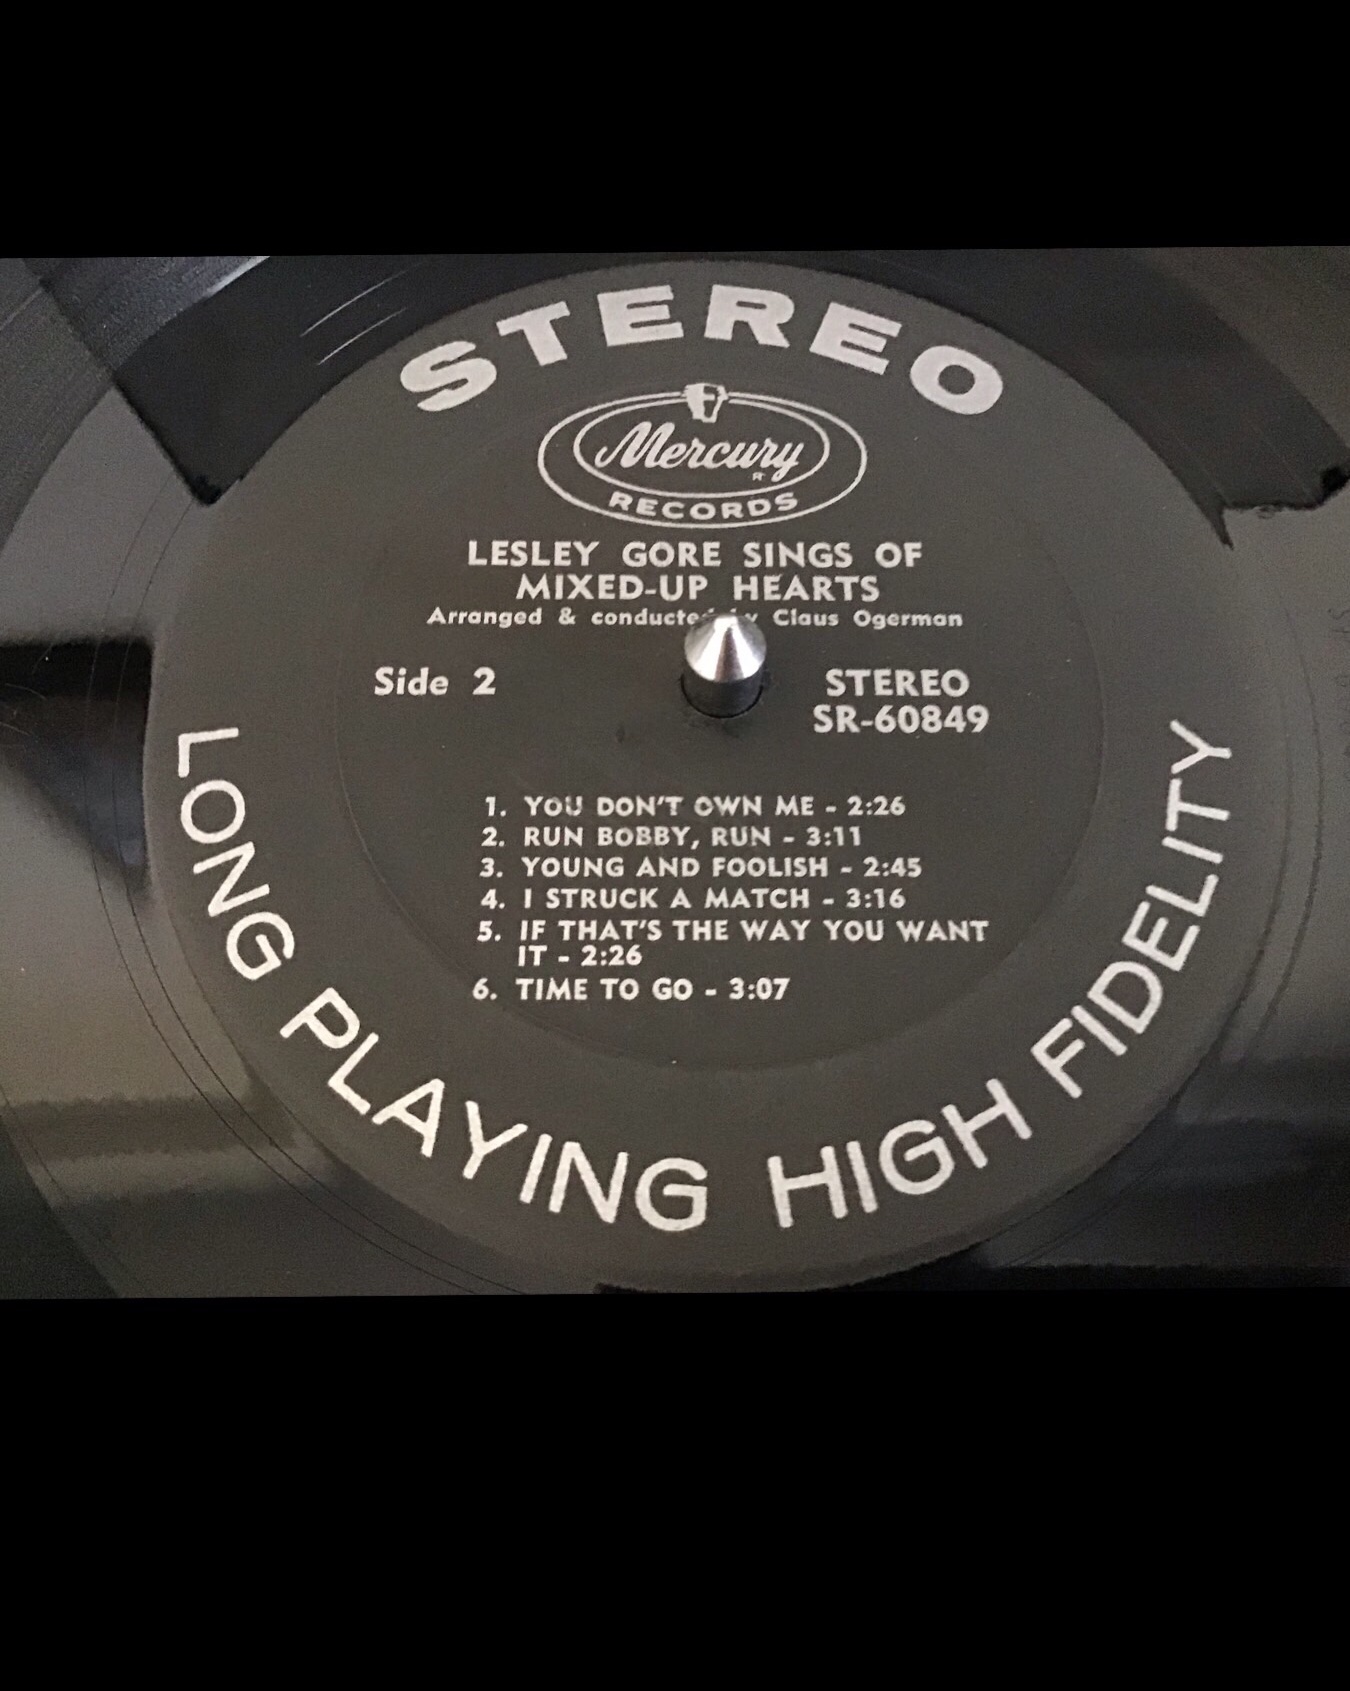 STEREO
Mercury
R
RECORDS
LESLEY GORE SINGS OF
MIXED-UP HEARTS
Arranged & Claus Ogerman
Side 2
STEREO
SR-60849
1. YOU DON'T OWN ME - 2:26
2. RUN BOBBY, RUN - 3:11
3. YOUNG AND FOOLISH - 2:45
4. I STRUCK A MATCH - 3:16
5. IF THAT'S THE WAY YOU WANT
IT - 2:26
6. TIME TO GO - 3:07
LONG PLAYING HIGH FIDELITY